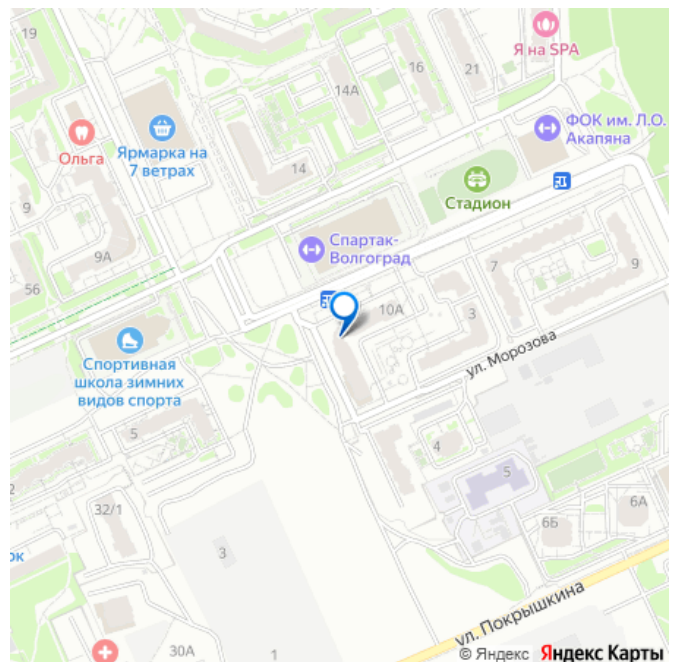 19
Я на SPA
16
21
14А
Ольга
Ярмарка на
7 ветрах
ФОК им. Л.О.
Акапяна
14
Стадион
9
Спартак-
Волгоград
9А
7
9
56
10А
3
ул. Морозова
Спортивная
школа зимних
видов спорта
5
4
2
5
32/1
6А
6Б
3
ок
ул. Покрышкина
30А
1
© Яндекс Яндекс Карты